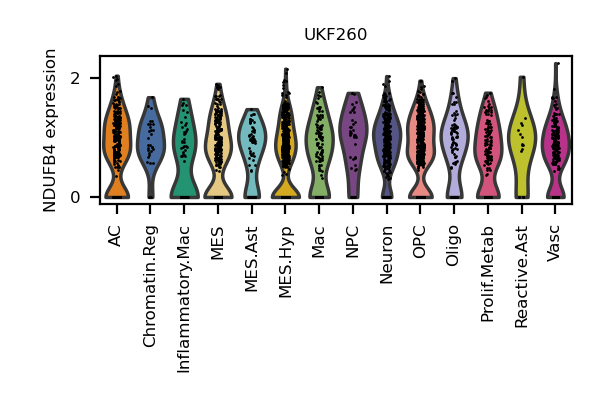 UKF260
NDUFB4 expression
2
0
AC
Chromatin.Reg
Inflammatory.Mac
MES
MES.Ast
MES.Hyp
Mac
NPC
Neuron
OPC
Oligo
Prolif.Metab
Reactive.Ast
Vasc